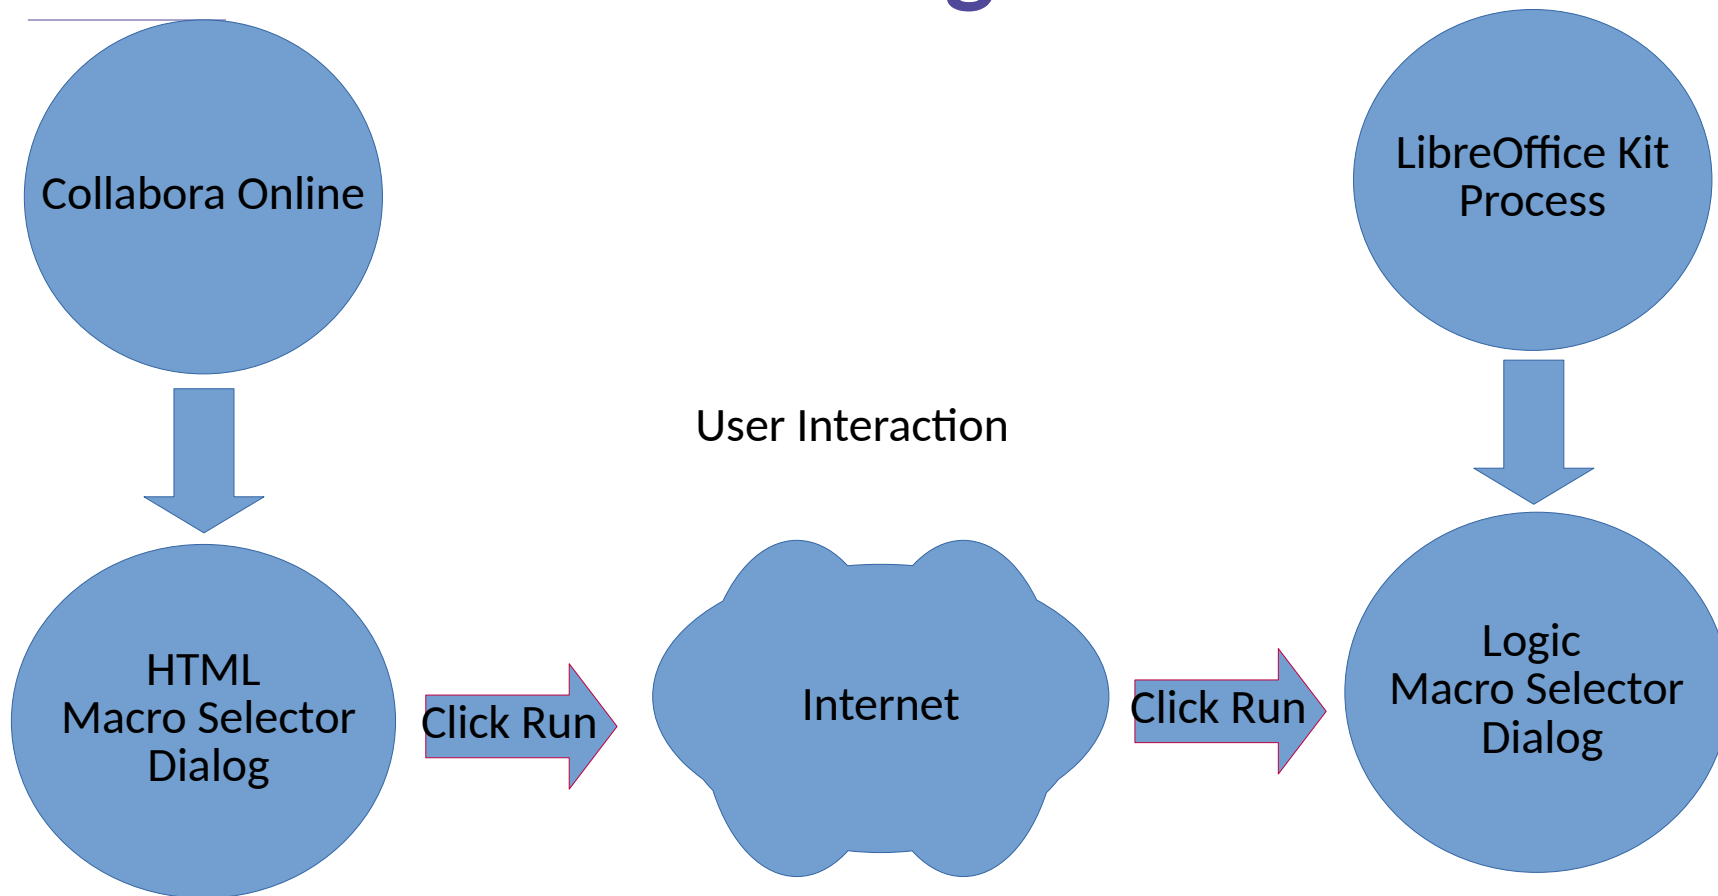 Collabora Online
LibreOffice Kit
Process
User Interaction
HTML
Macro Selector
Dialog
Click Run
Internet
Click Run
Logic
Macro Selector
Dialog